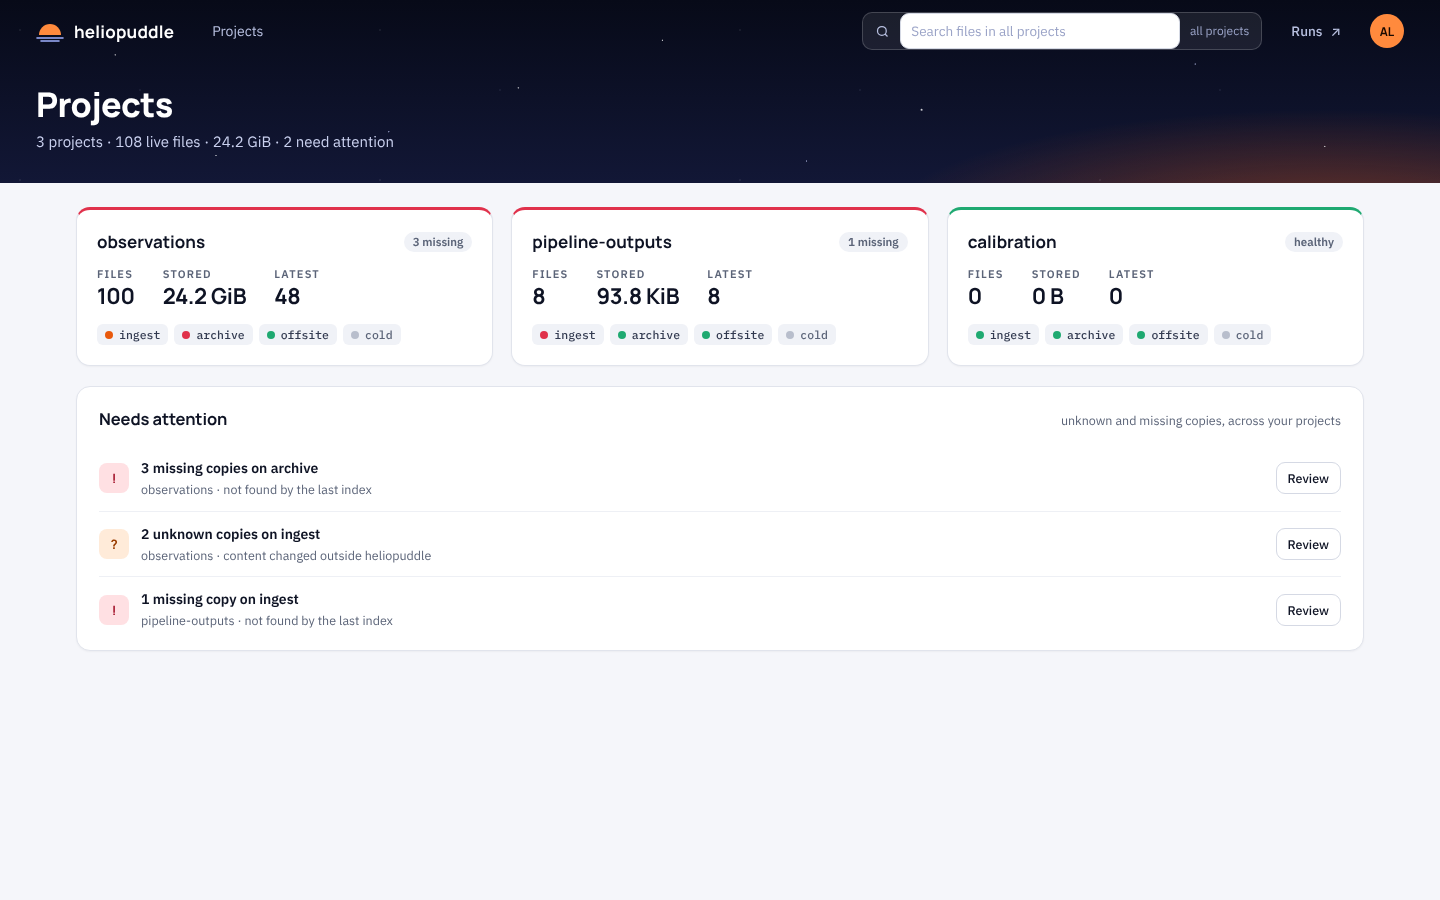 heliopuddle
Projects
Search files in all projects
all projects
Runs
AL
Projects
3 projects · 108 live files · 24.2 GiB · 2 need attention
observations
3 missing
FILES STORED LATEST
100 24.2 GiB 48
ingest archive offsite cold
pipeline-outputs
1 missing
FILES STORED LATEST
8 93.8 KiB 8
ingest archive offsite cold
calibration
healthy
FILES STORED LATEST
0 0 B 0
ingest archive offsite cold
Needs attention
unknown and missing copies, across your projects
! 3 missing copies on archive
observations · not found by the last index
Review
? 2 unknown copies on ingest
observations · content changed outside heliopuddle
Review
! 1 missing copy on ingest
pipeline-outputs · not found by the last index
Review